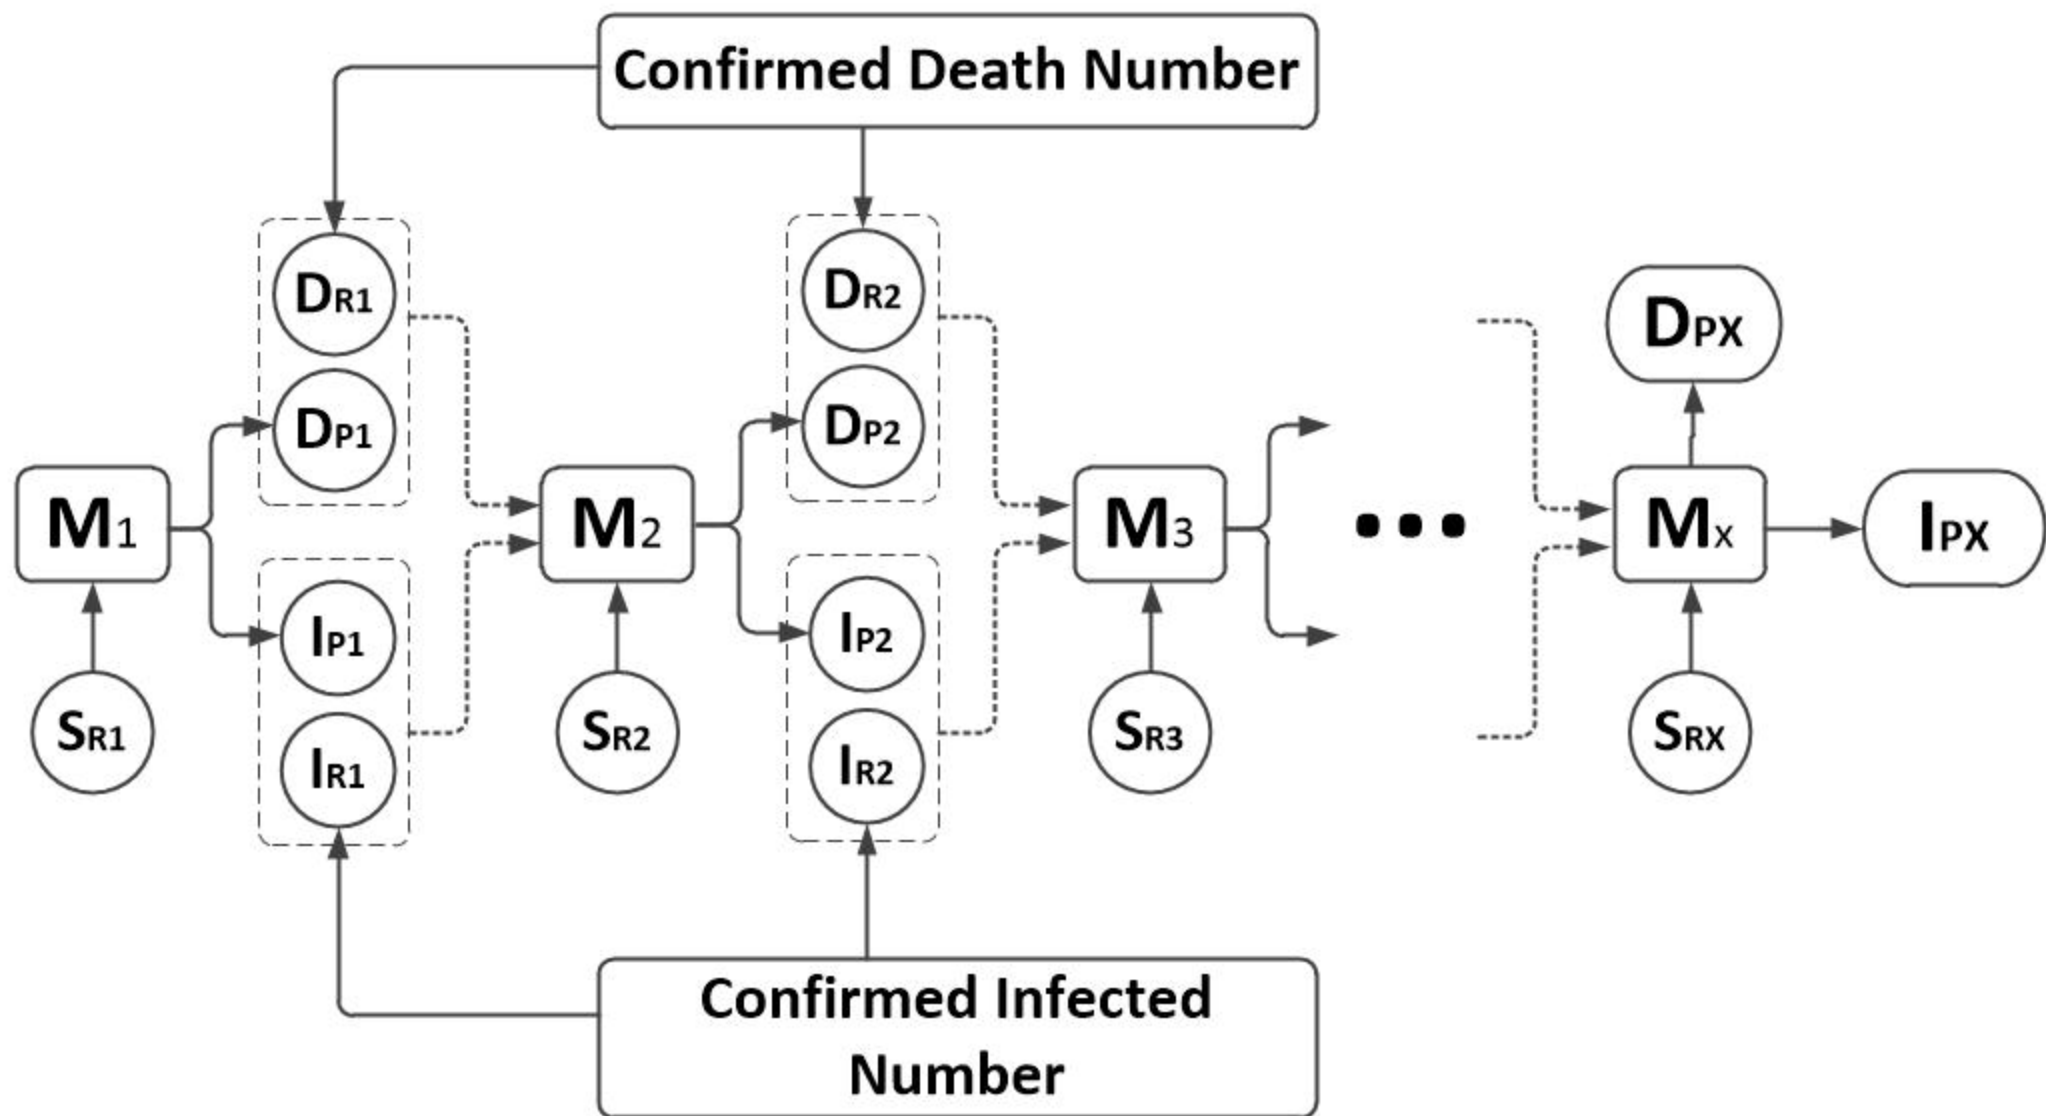 Confirmed Death Number
DR1
DR2
DPX
DP1
DP2
M1
M2
M3
...
Mx
IPX
IP1
IP2
SR1
SR2
SR3
SRX
IR1
IR2
Confirmed Infected
Number